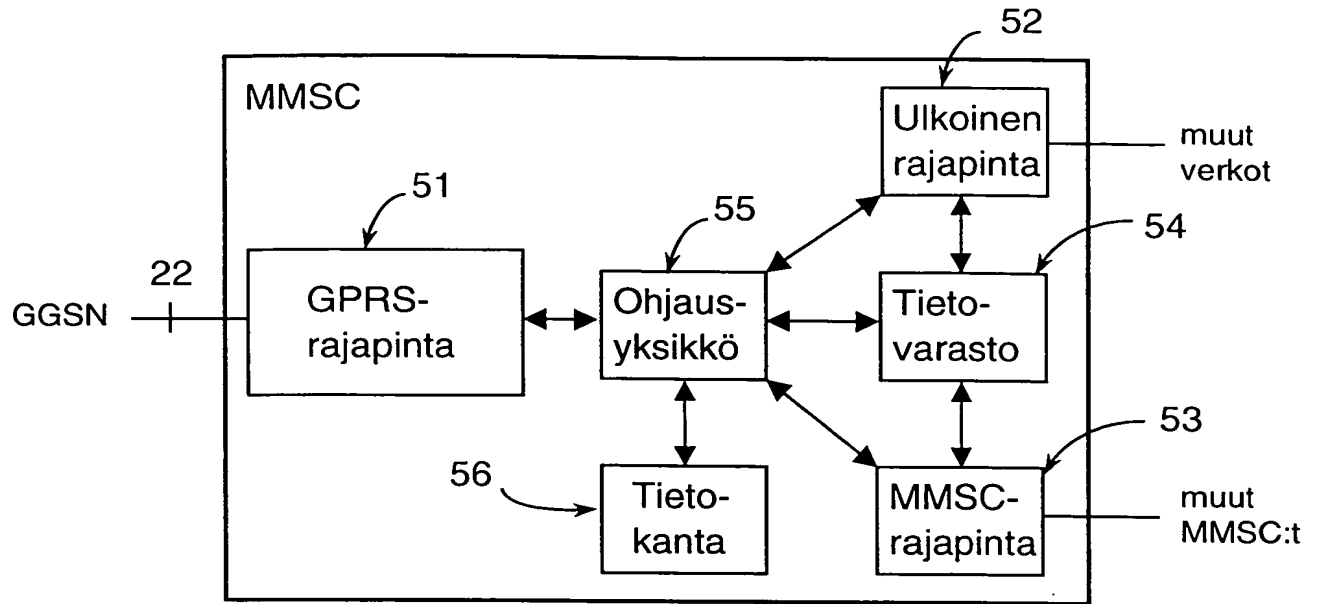 52
MMSC
Ulkoinen
rajapinta
muut
verkot
51
55
54
22
GGSN
GPRS-
rajapinta
Ohjaus-
yksikkö
Tieto-
varasto
53
56
Tieto-
kanta
MMSC-
rajapinta
muut
MMSC:t